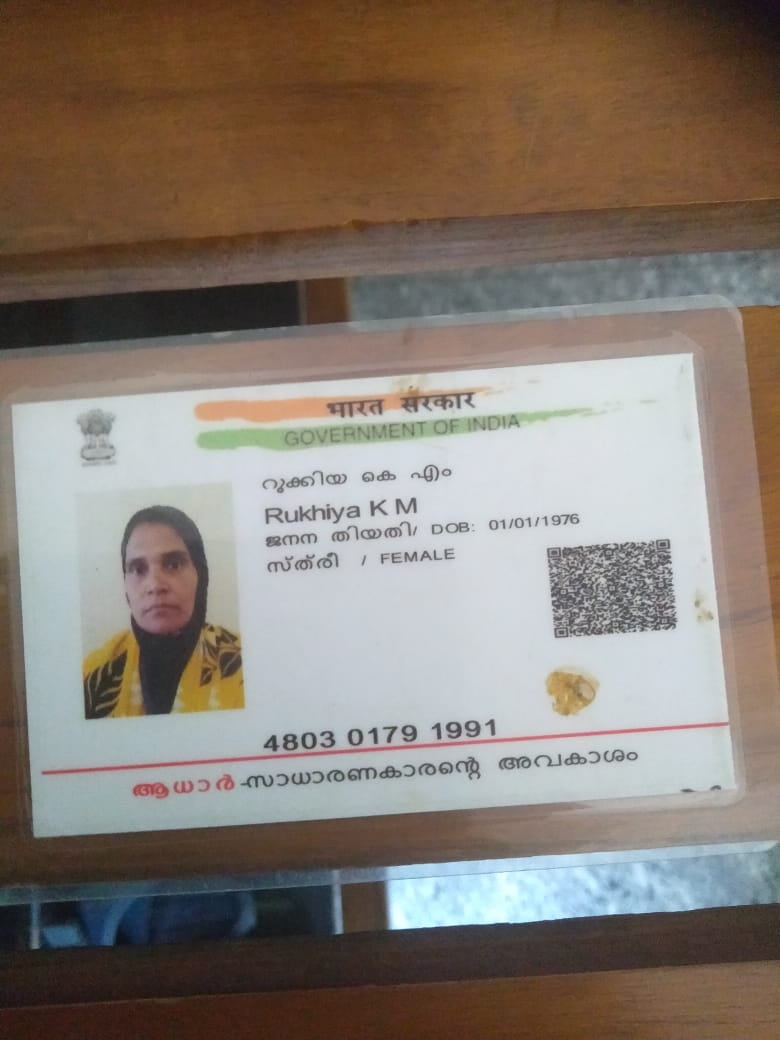 भारत सरकार
GOVERNMENT OF INDIA
റുക്കിയ കെ എം
Rukhiya K M
ജനന തിയതി/ DOB: 01/01/1976
സ്ത്രീ / FEMALE
4803 0179 1991
ആധാർ-സാധാരണകാരന്റെ അവകാശം